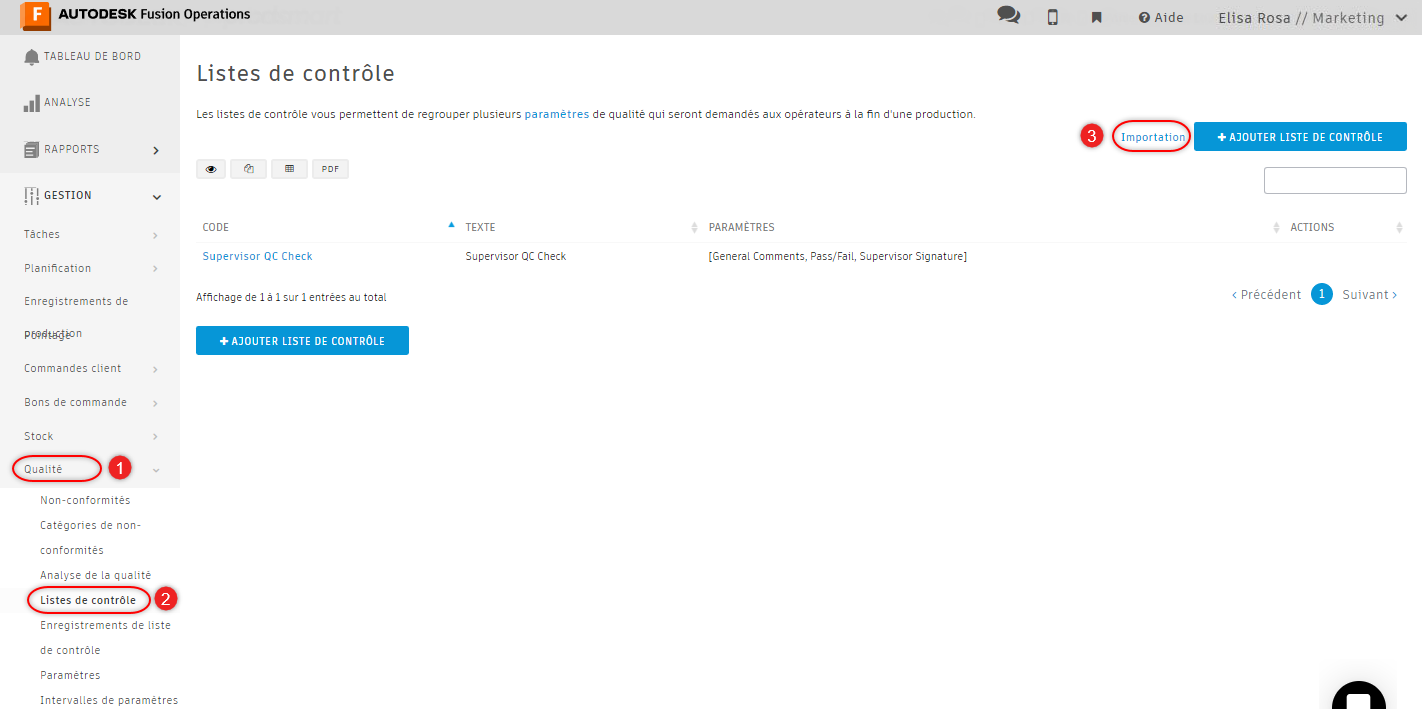 AUTODESK Fusion Operations
Aide
Elisa Rosa // Marketing
TABLEAU DE BORD
ANALYSE
RAPPORTS
GESTION
Tâches
Planification
Enregistrements de
production
Pointage
Commandes client
Bons de commande
Stock
Qualité
1
Non-conformités
Catégories de non-
conformités
Analyse de la qualité
Listes de contrôle
2
Enregistrements de liste
de contrôle
Paramètres
Intervalles de paramètres
Listes de contrôle
Les listes de contrôle vous permettent de regrouper plusieurs paramètres de qualité qui seront demandés aux opérateurs à la fin d'une production.
3
Importation
+ AJOUTER LISTE DE CONTRÔLE
PDF
CODE TEXTE PARAMÈTRES ACTIONS
Supervisor QC Check Supervisor QC Check [General Comments, Pass/Fail, Supervisor Signature]
Affichage de 1 à 1 sur 1 entrées au total
‹ Précédent 1 Suivant ›
+ AJOUTER LISTE DE CONTRÔLE